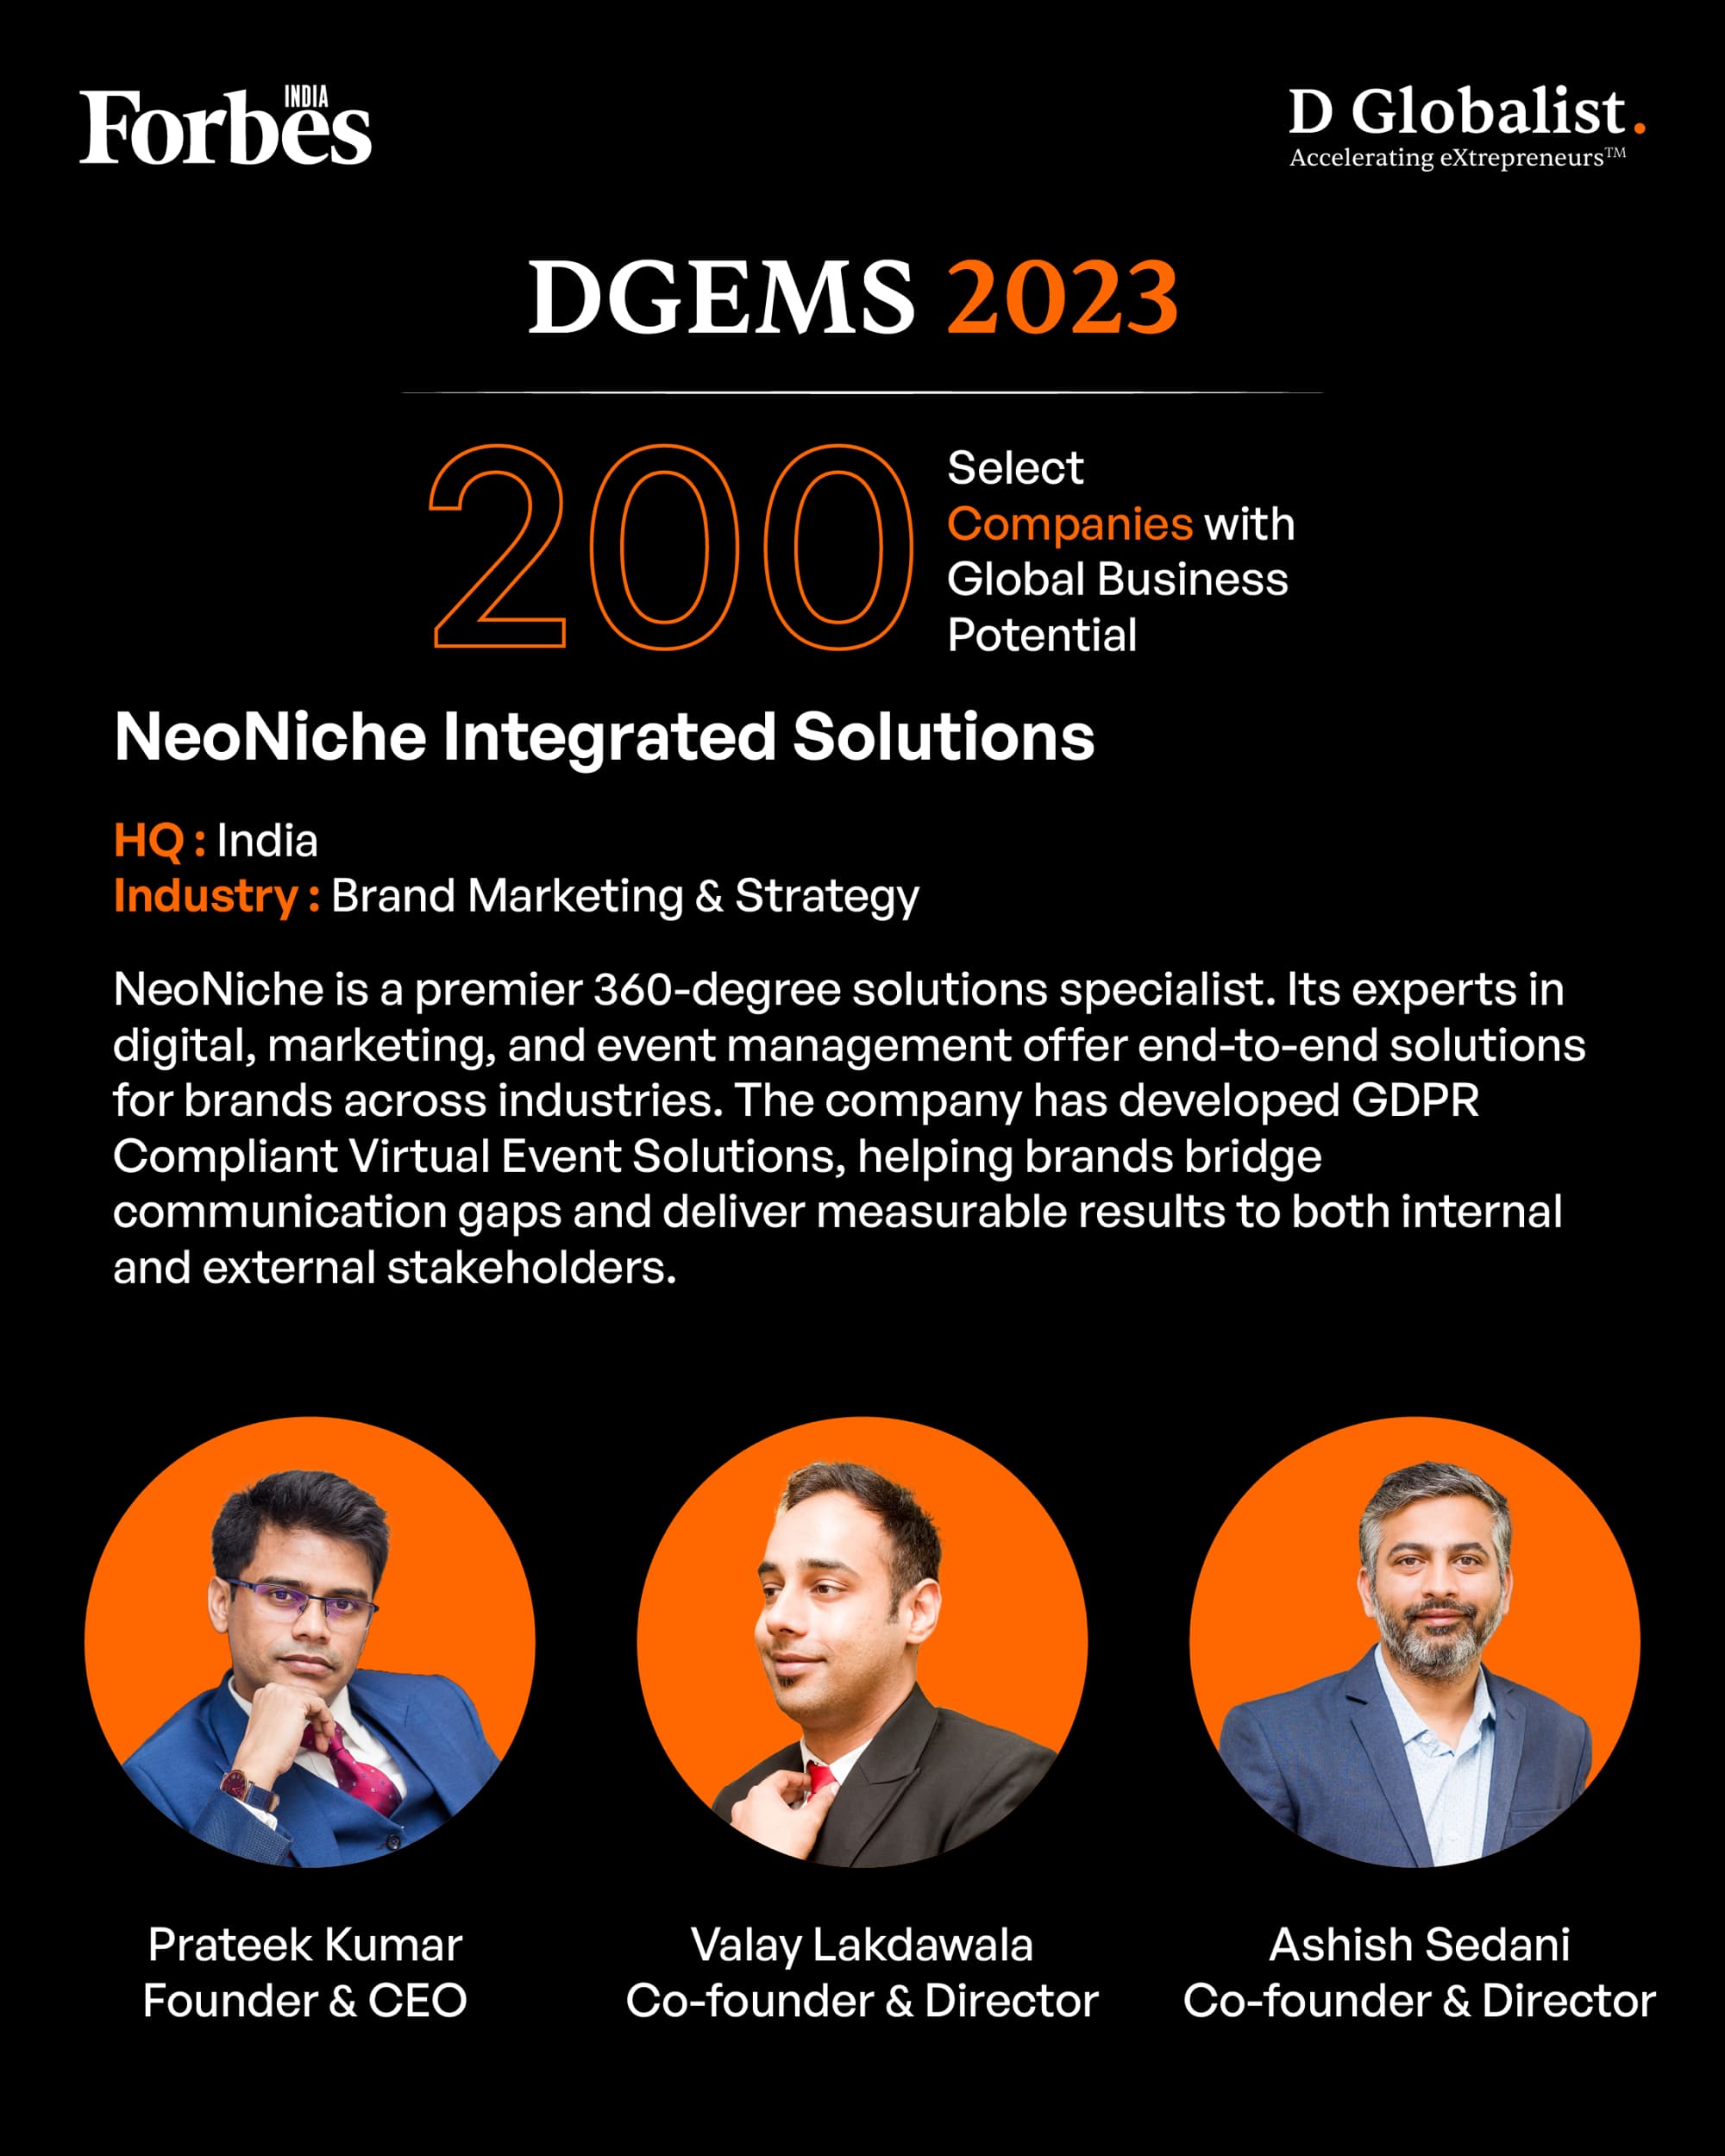 Forbes INDIA
D Globalist.
Accelerating eXtrepreneurs™
DGEMS 2023
200
Select
Companies with
Global Business
Potential
NeoNiche Integrated Solutions
HQ : India
Industry : Brand Marketing & Strategy
NeoNiche is a premier 360-degree solutions specialist. Its experts in
digital, marketing, and event management offer end-to-end solutions
for brands across industries. The company has developed GDPR
Compliant Virtual Event Solutions, helping brands bridge
communication gaps and deliver measurable results to both internal
and external stakeholders.
Prateek Kumar
Founder & CEO
Valay Lakdawala
Co-founder & Director
Ashish Sedani
Co-founder & Director